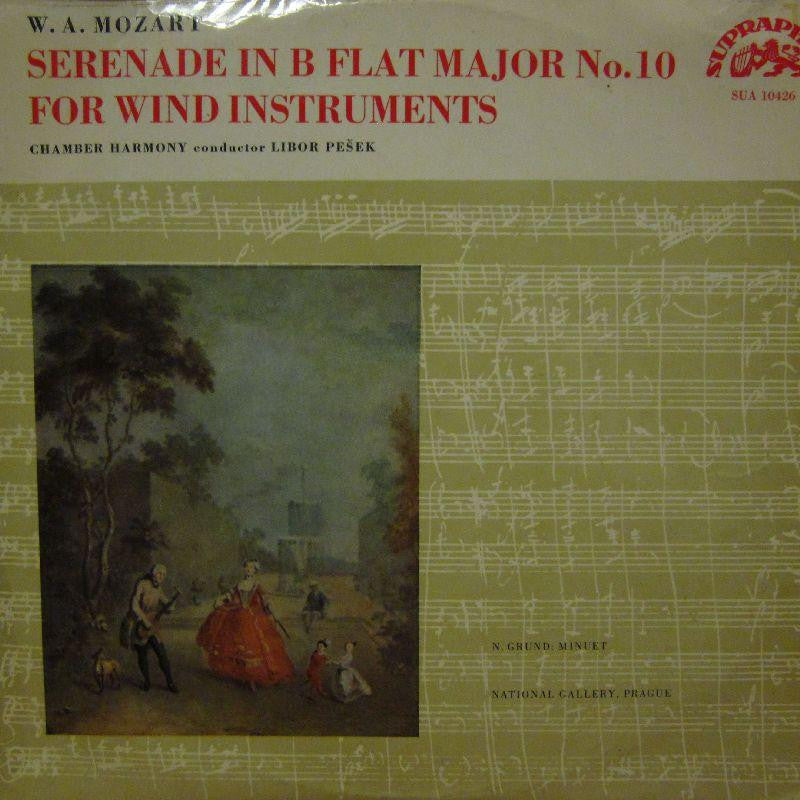 W. A. MOZART
SERENADE IN B FLAT MAJOR No. 10
FOR WIND INSTRUMENTS
CHAMBER HARMONY conductor LIBOR PEŠEK
SUPRAPH
SUA 10426
N. GRUND: MINUET
NATIONAL GALLERY, PRAGUE